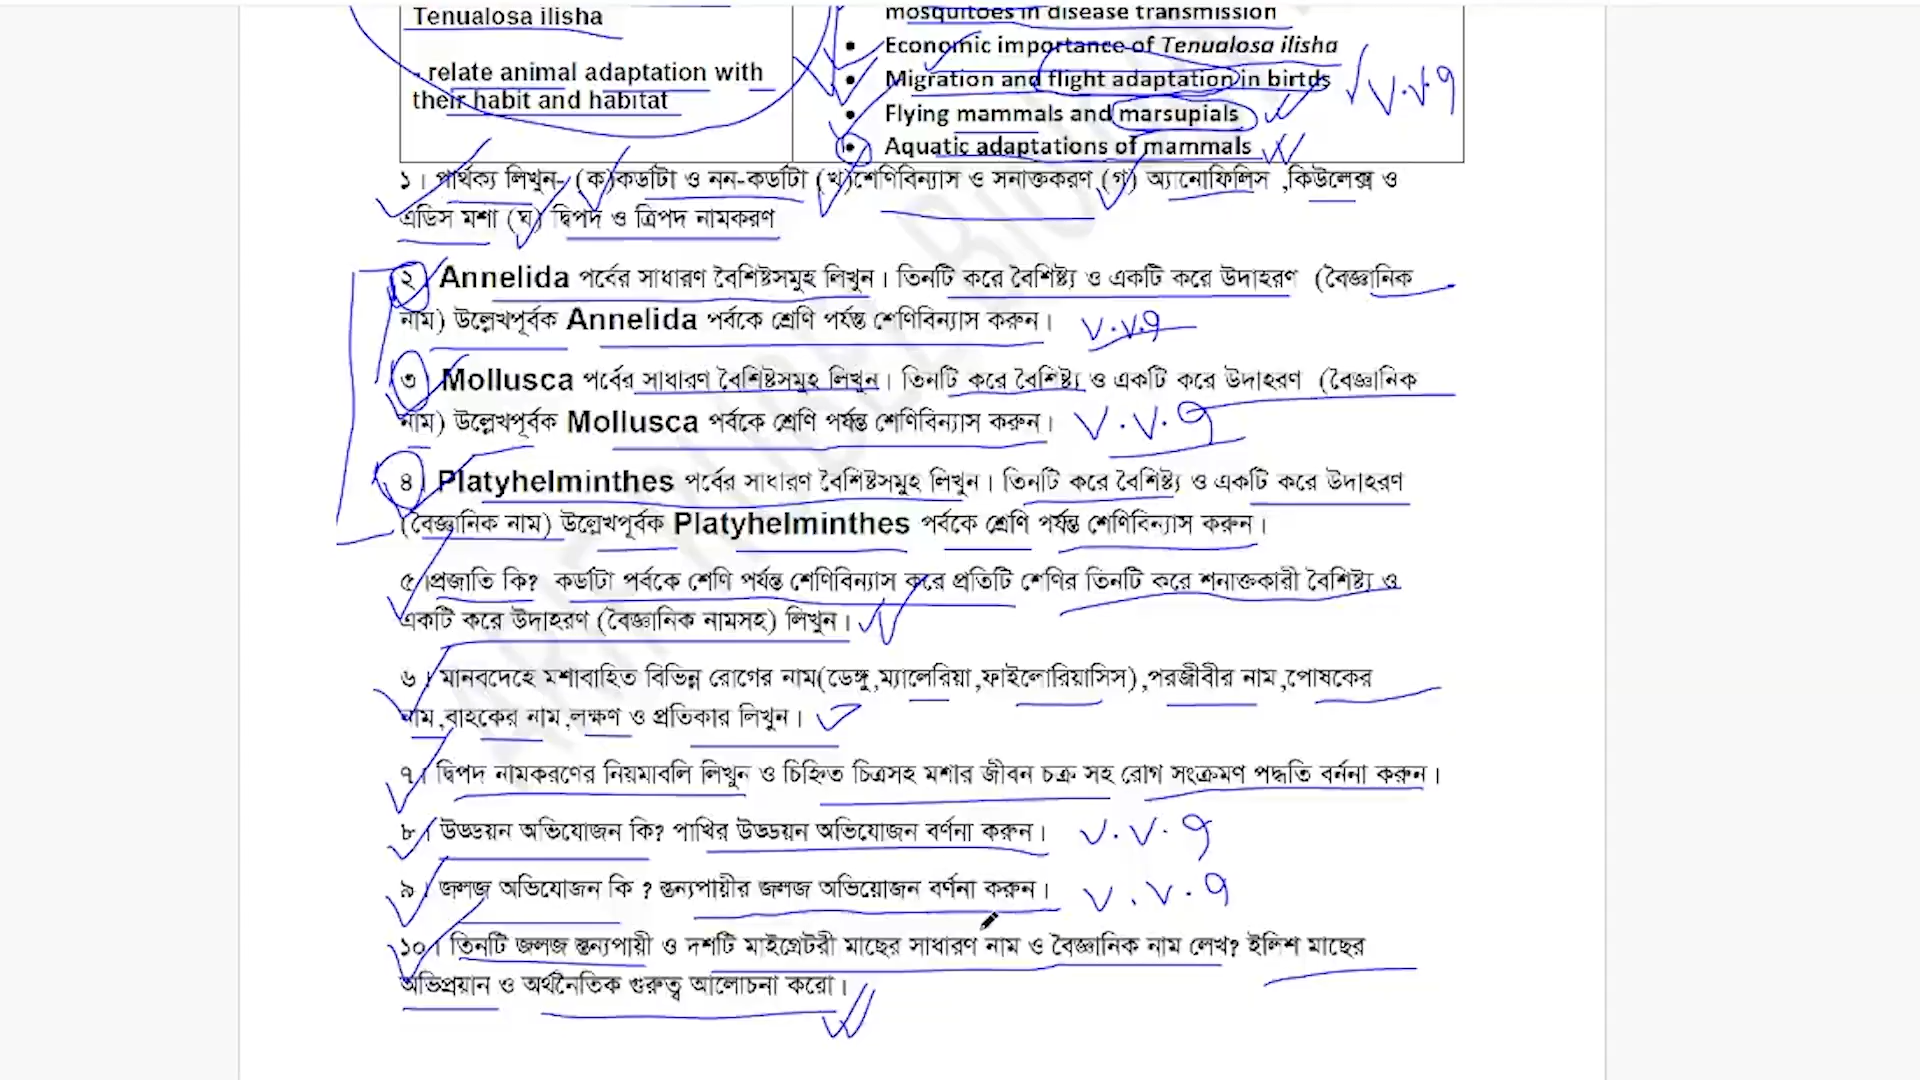 Tenualosa ilisha
- relate animal adaptation with
their habit and habitat
mosquitoes in disease transmission
• Economic importance of Tenualosa ilisha
• Migration and flight adaptation in birtds
• Flying mammals and marsupials
• Aquatic adaptations of mammals
V.V.9
১। পার্থক্য লিখুন- (ক)কর্ডাটা ও নন-কর্ডাটা (খ)শ্রেণিবিন্যাস ও সনাক্তকরণ (গ) অ্যানোফিলিস ,কিউলেক্স ও
এডিস মশা (ঘ) দ্বিপদ ও ত্রিপদ নামকরণ
২। Annelida পর্বের সাধারণ বৈশিষ্টসমুহ লিখুন। তিনটি করে বৈশিষ্ট্য ও একটি করে উদাহরণ (বৈজ্ঞানিক
নাম) উল্লেখপূর্বক Annelida পর্বকে শ্রেণি পর্যন্ত শ্রেণিবিন্যাস করুন। V.V.9
৩। Mollusca পর্বের সাধারণ বৈশিষ্টসমুহ লিখুন। তিনটি করে বৈশিষ্ট্য ও একটি করে উদাহরণ (বৈজ্ঞানিক
নাম) উল্লেখপূর্বক Mollusca পর্বকে শ্রেণি পর্যন্ত শ্রেণিবিন্যাস করুন। V.V.9
৪। Platyhelminthes পর্বের সাধারণ বৈশিষ্টসমুহ লিখুন। তিনটি করে বৈশিষ্ট্য ও একটি করে উদাহরণ
(বৈজ্ঞানিক নাম) উল্লেখপূর্বক Platyhelminthes পর্বকে শ্রেণি পর্যন্ত শ্রেণিবিন্যাস করুন।
৫।প্রজাতি কি? কর্ডাটা পর্বকে শ্রেণি পর্যন্ত শ্রেণিবিন্যাস করে প্রতিটি শ্রেণির তিনটি করে শনাক্তকারী বৈশিষ্ট্য ও
একটি করে উদাহরণ (বৈজ্ঞানিক নামসহ) লিখুন।
৬। মানবদেহে মশাবাহিত বিভিন্ন রোগের নাম(ডেঙ্গু,ম্যালেরিয়া,ফাইলোরিয়াসিস),পরজীবীর নাম,পোষকের
নাম,বাহকের নাম,লক্ষণ ও প্রতিকার লিখুন।
৭। দ্বিপদ নামকরণের নিয়মাবলি লিখুন ও চিহ্নিত চিত্রসহ মশার জীবন চক্র সহ রোগ সংক্রমণ পদ্ধতি বর্ননা করুন।
৮। উড্ডয়ন অভিযোজন কি? পাখির উড্ডয়ন অভিযোজন বর্ণনা করুন। V.V.9
৯। জলজ অভিযোজন কি ? স্তন্যপায়ীর জলজ অভিয়োজন বর্ণনা করুন। V.V.9
১০। তিনটি জলজ স্তন্যপায়ী ও দশটি মাইগ্রেটরী মাছের সাধারণ নাম ও বৈজ্ঞানিক নাম লেখ? ইলিশ মাছের
অভিপ্রয়ান ও অর্থনৈতিক গুরুত্ব আলোচনা করো।